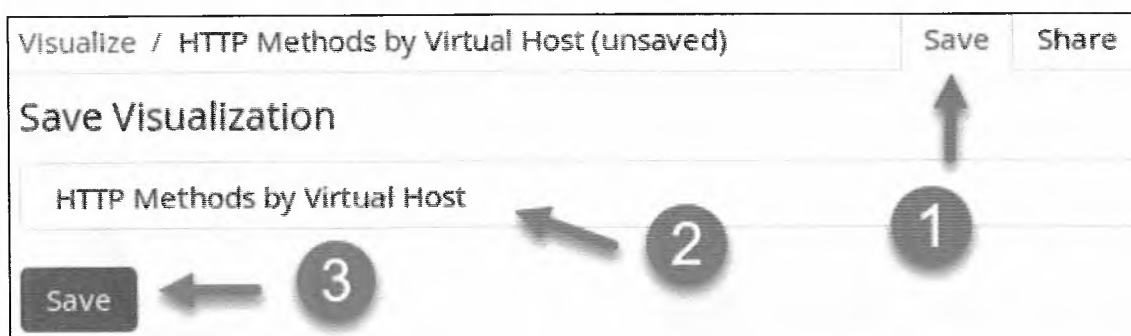 Visualize / HTTP Methods by Virtual Host (unsaved) Save Share
Save Visualization
HTTP Methods by Virtual Host
1
2
3
Save